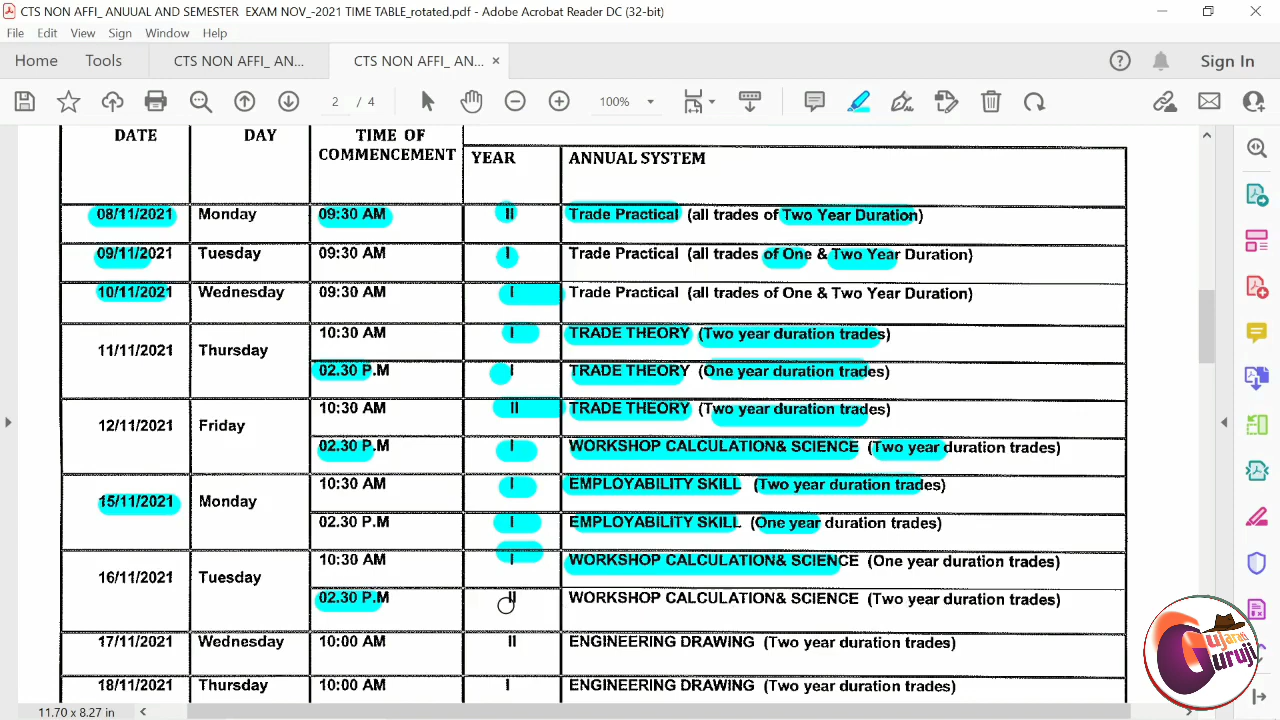 CTS NON AFFI_ ANUUAL AND SEMESTER  EXAM NOV_-2021 TIME TABLE_rotated.pdf - Adobe Acrobat Reader DC (32-bit)
File Edit View Sign Window Help
Home Tools CTS NON AFFI_ AN... CTS NON AFFI_ AN... × Sign In
2 / 4 100%
DATE DAY TIME OF COMMENCEMENT YEAR ANNUAL SYSTEM
08/11/2021 Monday 09:30 AM II Trade Practical (all trades of Two Year Duration)
09/11/2021 Tuesday 09:30 AM I Trade Practical (all trades of One & Two Year Duration)
10/11/2021 Wednesday 09:30 AM I Trade Practical (all trades of One & Two Year Duration)
11/11/2021 Thursday 10:30 AM I TRADE THEORY (Two year duration trades)
02.30 P.M I TRADE THEORY (One year duration trades)
12/11/2021 Friday 10:30 AM II TRADE THEORY (Two year duration trades)
02.30 P.M I WORKSHOP CALCULATION& SCIENCE (Two year duration trades)
15/11/2021 Monday 10:30 AM I EMPLOYABILITY SKILL (Two year duration trades)
02.30 P.M I EMPLOYABILITY SKILL (One year duration trades)
16/11/2021 Tuesday 10:30 AM I WORKSHOP CALCULATION& SCIENCE (One year duration trades)
02.30 P.M II WORKSHOP CALCULATION& SCIENCE (Two year duration trades)
17/11/2021 Wednesday 10:00 AM II ENGINEERING DRAWING (Two year duration trades)
18/11/2021 Thursday 10:00 AM I ENGINEERING DRAWING (Two year duration trades)
11.70 x 8.27 in
Gujarati
Guruji